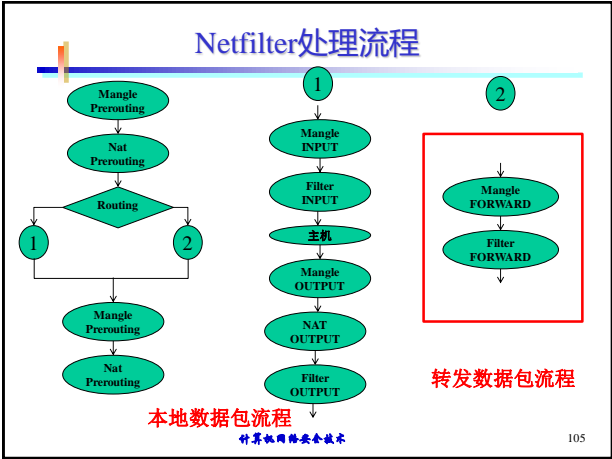 Netfilter处理流程
Mangle
Prerouting
Nat
Prerouting
Routing
1
2
Mangle
Prerouting
Nat
Prerouting
1
Mangle
INPUT
Filter
INPUT
主机
Mangle
OUTPUT
NAT
OUTPUT
Filter
OUTPUT
本地数据包流程
2
Mangle
FORWARD
Filter
FORWARD
转发数据包流程
计算机网络安全技术
105